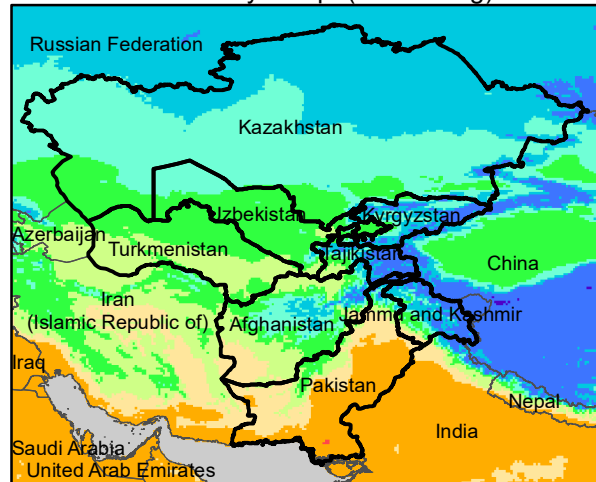 Russian Federation
Kazakhstan
Uzbekistan
Kyrgyzstan
Azerbaijan
Turkmenistan
Tajikistan
China
Iran
(Islamic Republic of)
Afghanistan
Jammu and Kashmir
Iraq
Pakistan
Nepal
Saudi Arabia
India
United Arab Emirates